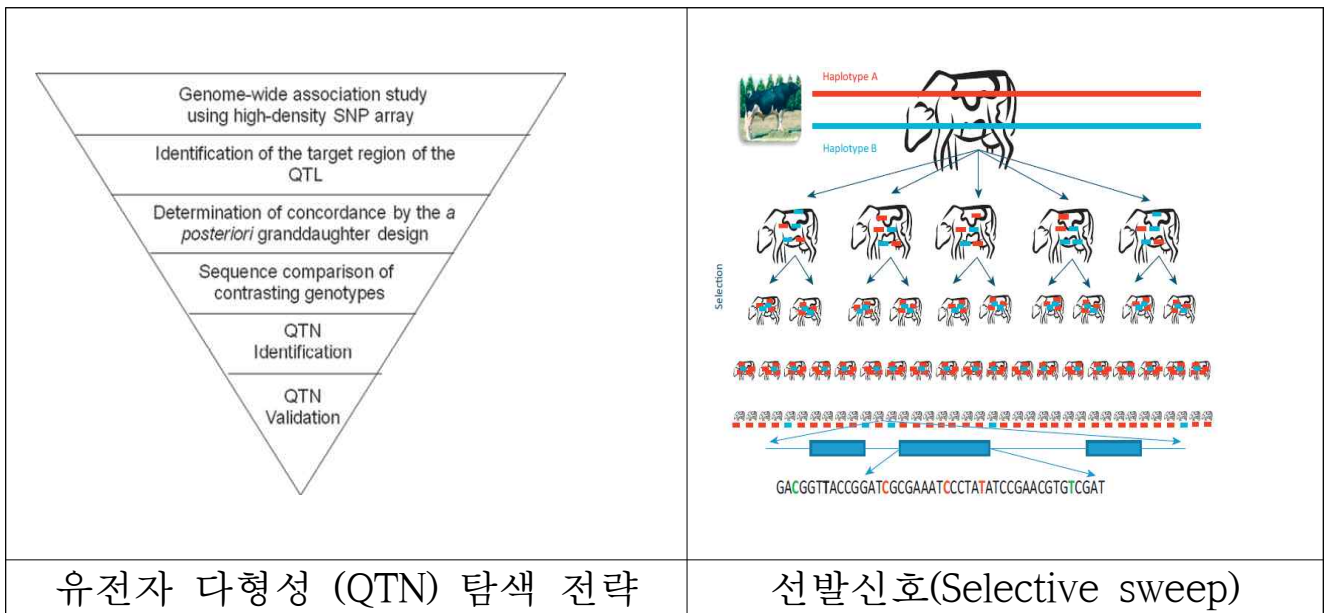 Genome-wide association study
using high-density SNP array
Identification of the target region of the
QTL
Determination of concordance by the a
posteriori granddaughter design
Sequence comparison of
contrasting genotypes
QTN
Identification
QTN
Validation
유전자 다형성 (QTN) 탐색 전략
Haplotype A
Haplotype B
Selection
GACGGTTACCGGATCGCGAAATCCCTATATCCGAACGTGTCGAT
선발신호(Selective sweep)